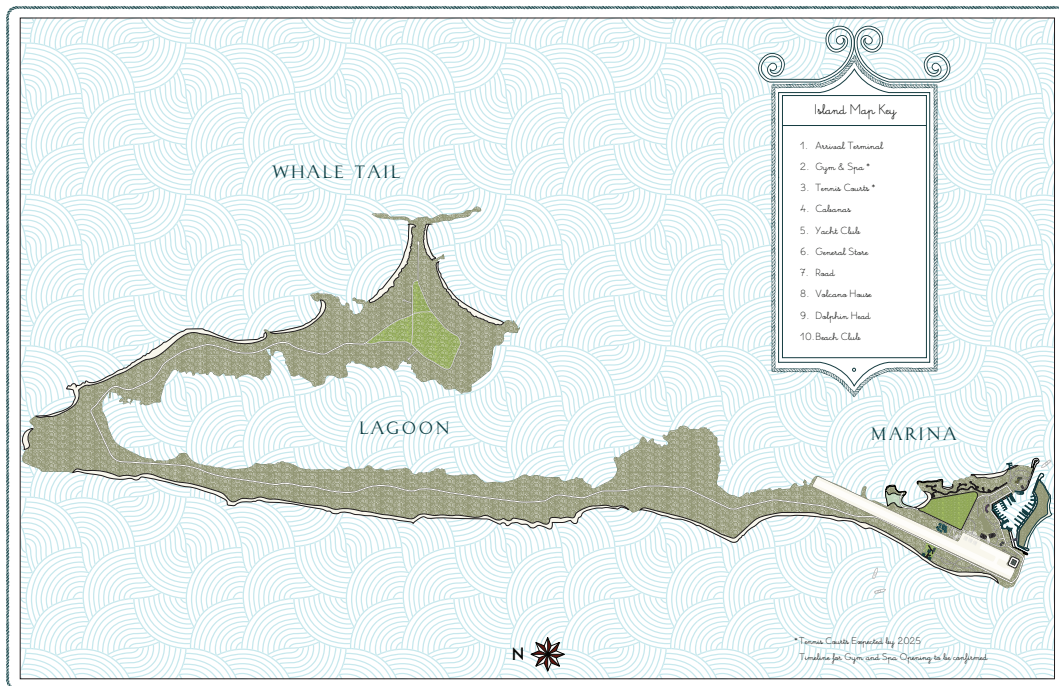 Island Map Key
WHALE TAIL
1. Arrival Terminal
2. Gym & Spa *
3. Tennis Courts *
4. Cabanas
5. Yacht Club
6. General Store
7. Road
8. Volcano House
9. Dolphin Head
10. Beach Club
LAGOON
MARINA
* Tennis Courts Expected by 2025
Timeline for Gym and Spa Opening to be confirmed
N